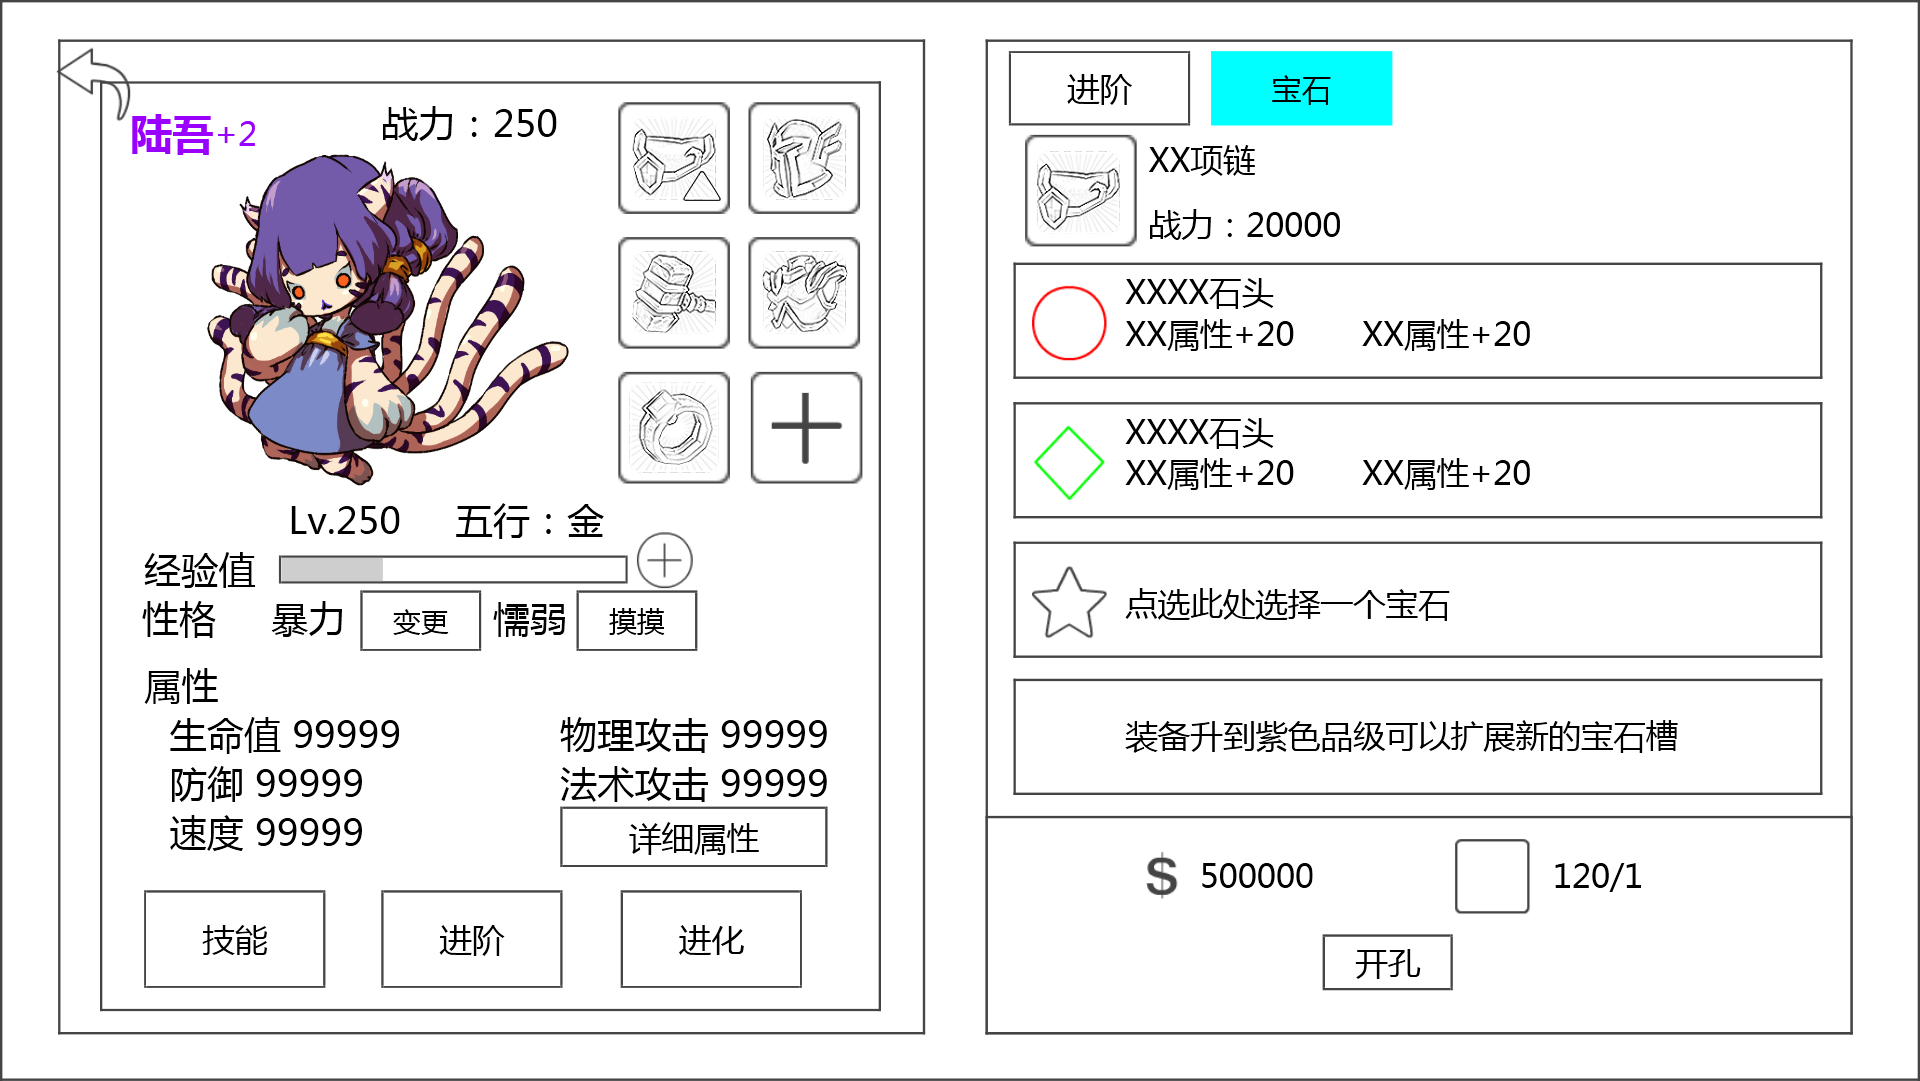 陆吾+2
战力：250
Lv.250 五行：金
经验值
性格 暴力 变更 懦弱 摸摸
属性
生命值 99999 物理攻击 99999
防御 99999 法术攻击 99999
速度 99999 详细属性
技能 进阶 进化
进阶 宝石
XX项链
战力：20000
XXXX石头
XX属性+20 XX属性+20
XXXX石头
XX属性+20 XX属性+20
点选此处选择一个宝石
装备升到紫色品级可以扩展新的宝石槽
$ 500000 120/1
开孔